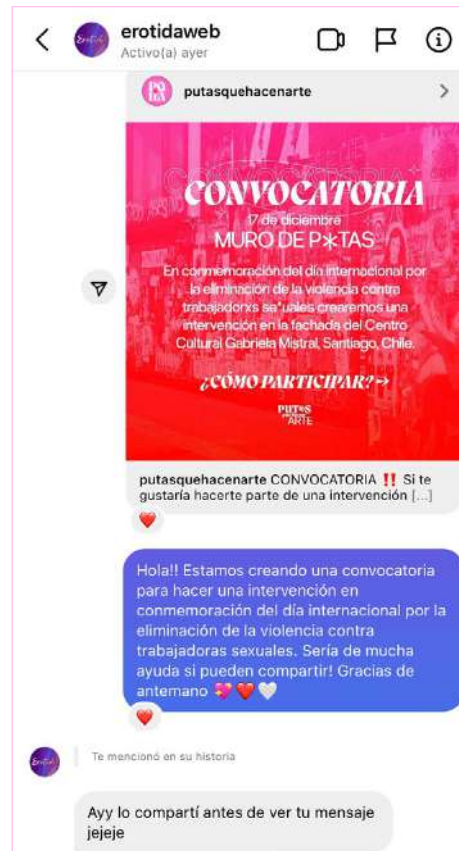 erotidaweb
Activo(a) ayer
putasquehacenarte
CONVOCATORIA
17 de diciembre
MURO DE P*TAS
En conmemoración del día internacional por
la eliminación de la violencia contra
trabajadorxs se*uales crearemos una
intervención en la fachada del Centro
Cultural Gabriela Mistral, Santiago, Chile.
¿CÓMO PARTICIPAR?→
ARTE
putasquehacenarte CONVOCATORIA ‼️ Si te
gustaría hacerte parte de una intervención [...]
❤️
Hola!! Estamos creando una convocatoria
para hacer una intervención en
conmemoración del día internacional por la
eliminación de la violencia contra
trabajadoras sexuales. Sería de mucha
ayuda si pueden compartir! Gracias de
antemano 💖❤️🤍
❤️
Te mencionó en su historia
Ayy lo compartí antes de ver tu mensaje
jejeje